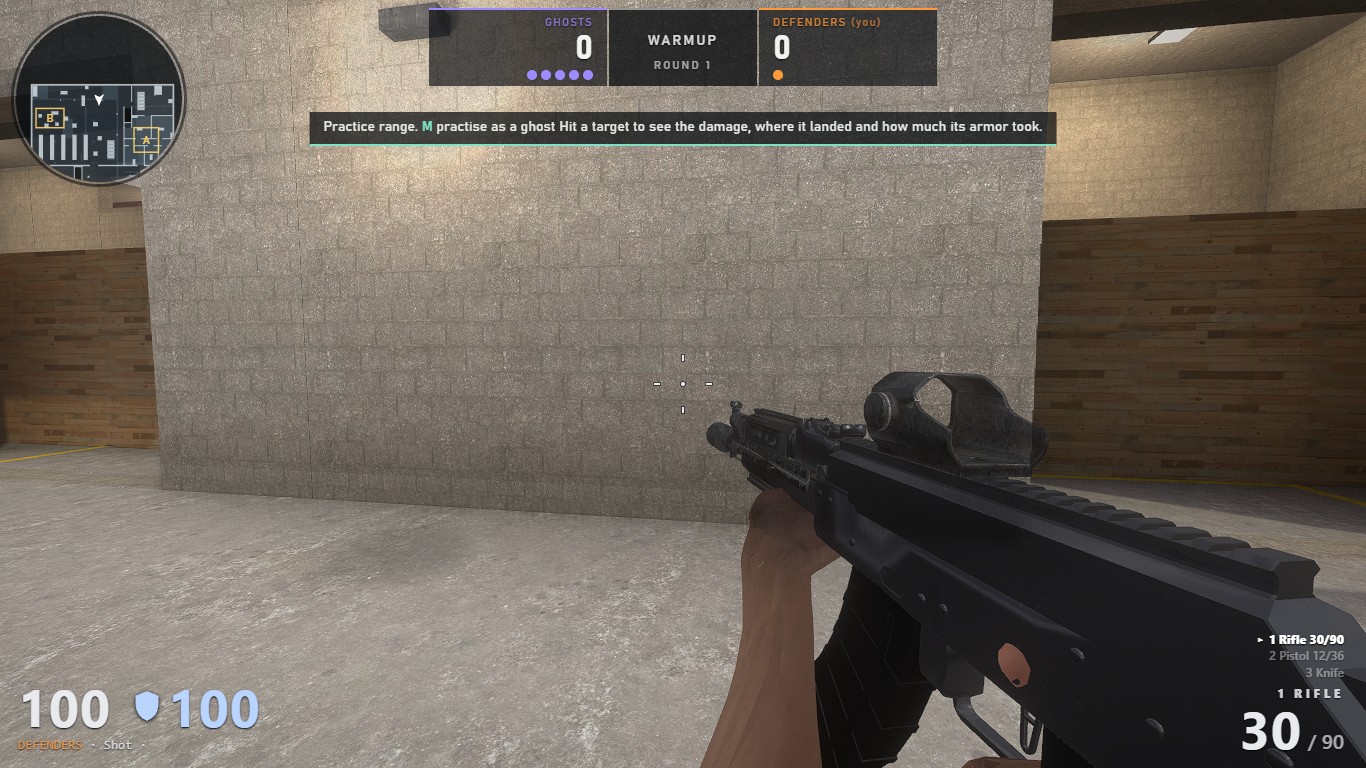 GHOSTS
0
WARMUP
ROUND 1
DEFENDERS (you)
0
Practice range. M practise as a ghost Hit a target to see the damage, where it landed and how much its armor took.
B
A
▸ 1 Rifle 30/90
2 Pistol 12/36
3 Knife
1 RIFLE
30 / 90
100 100
DEFENDERS · Shot ·